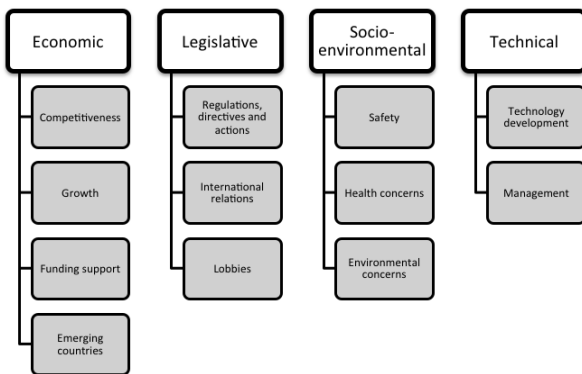 Economic
Competitiveness
Growth
Funding support
Emerging
countries
Legislative
Regulations,
directives and
actions
International
relations
Lobbies
Socio-
environmental
Safety
Health concerns
Environmental
concerns
Technical
Technology
development
Management